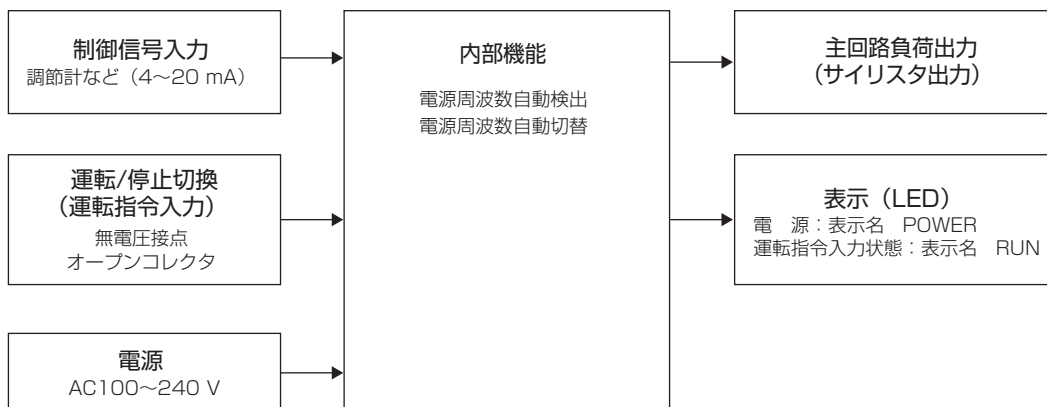 制御信号入力
調節計など（4～20 mA）
運転/停止切換
（運転指令入力）
無電圧接点
オープンコレクタ
電源
AC100～240 V
内部機能
電源周波数自動検出
電源周波数自動切替
主回路負荷出力
（サイリスタ出力）
表示（LED）
電　源：表示名　POWER
運転指令入力状態：表示名　RUN